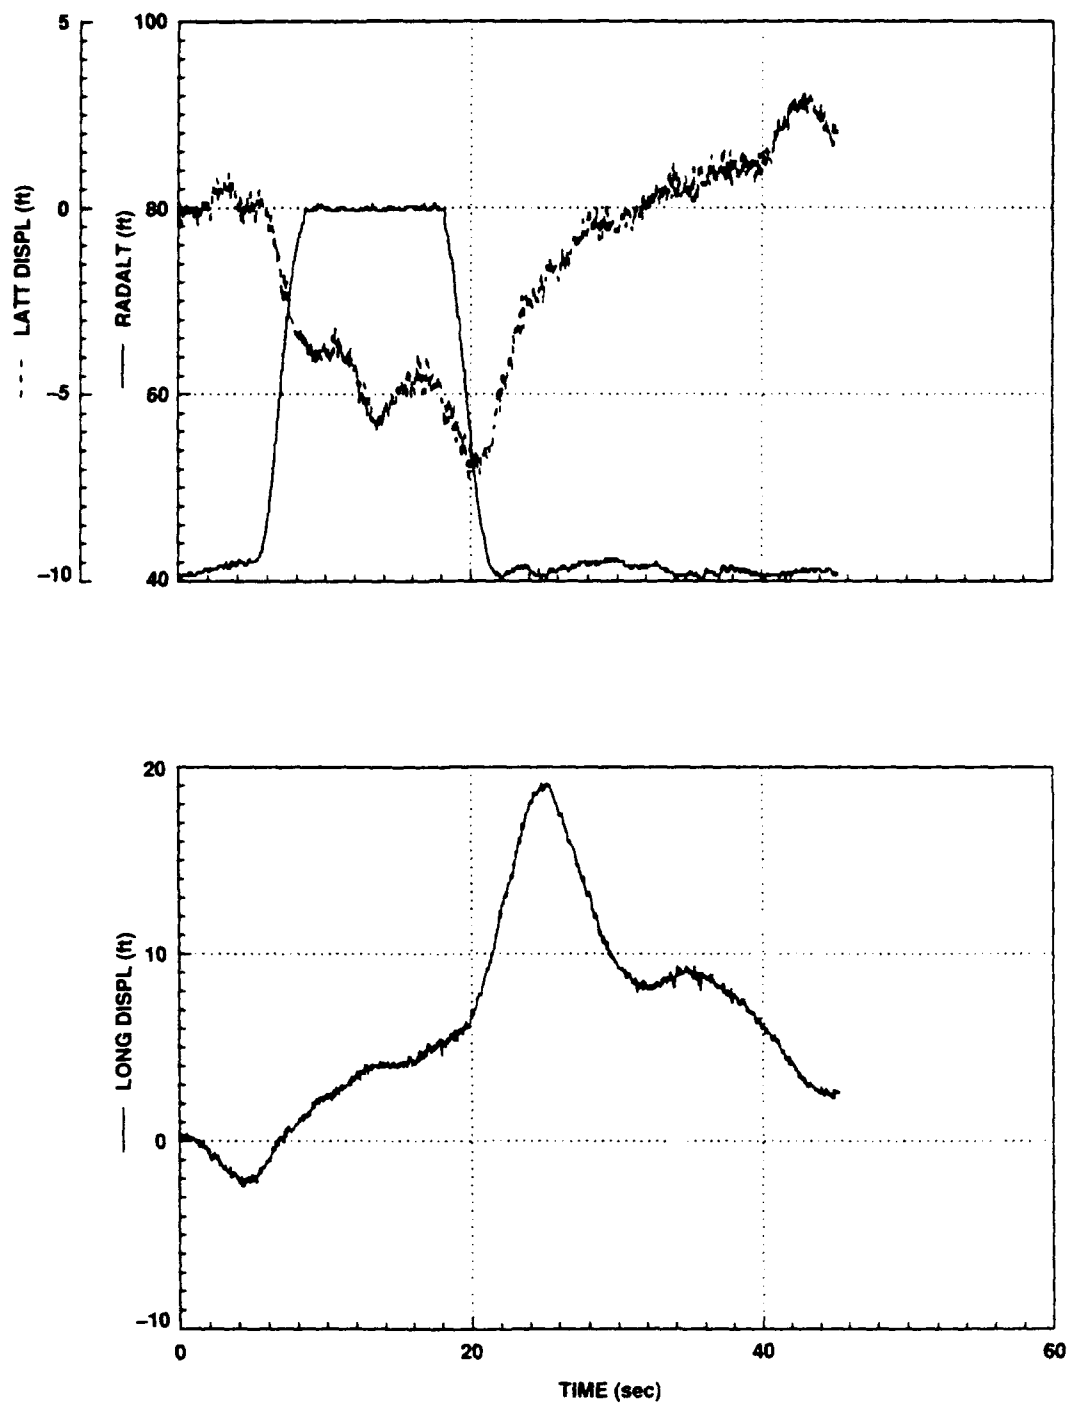 5
0
-5
-10
--- LATT DISPL (ft)
100
80
60
40
—— RADALT (ft)
20
10
0
-10
—— LONG DISPL (ft)
0 20 40 60
TIME (sec)